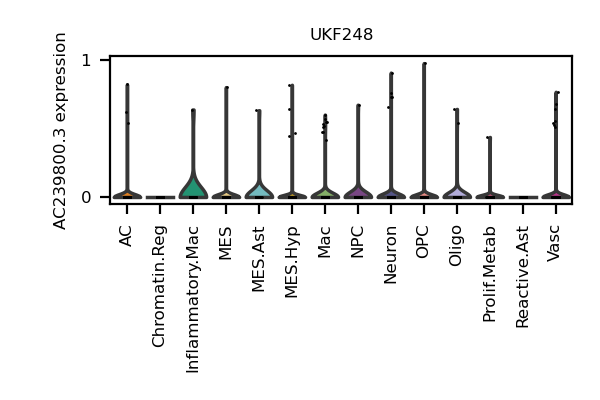 UKF248
AC239800.3 expression
1
0
AC
Chromatin.Reg
Inflammatory.Mac
MES
MES.Ast
MES.Hyp
Mac
NPC
Neuron
OPC
Oligo
Prolif.Metab
Reactive.Ast
Vasc